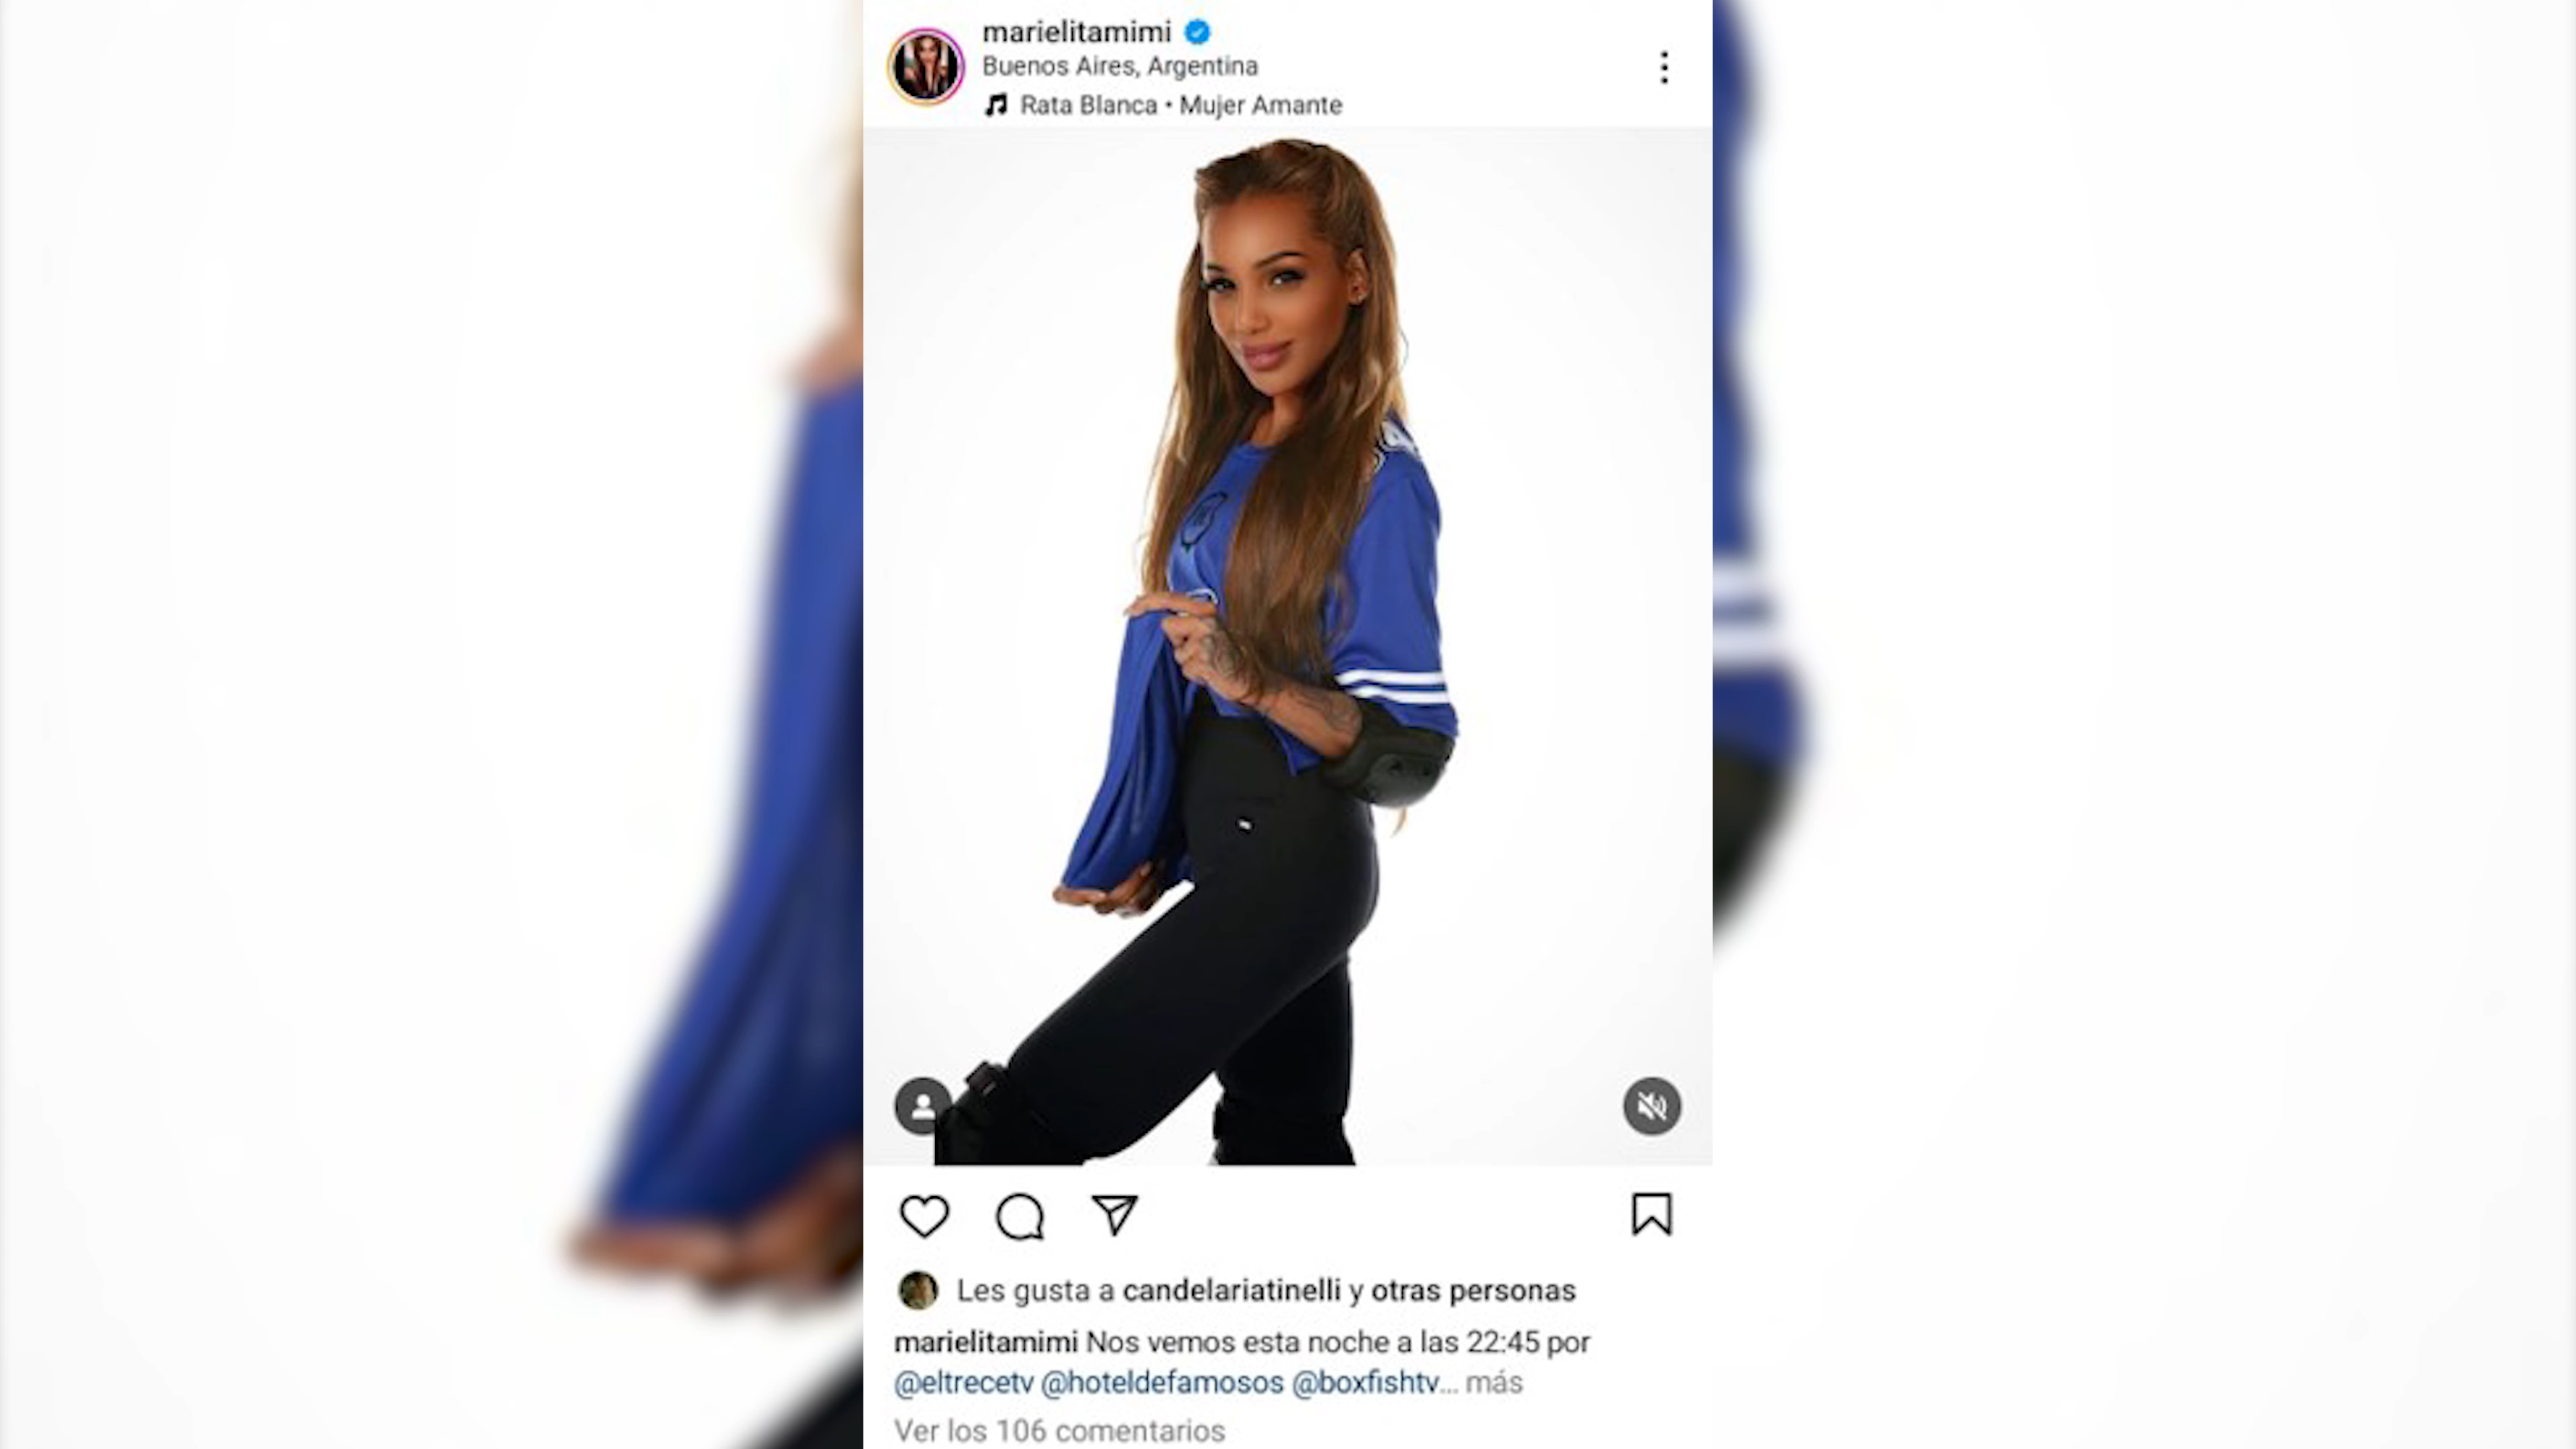 marielitamimi
Buenos Aires, Argentina
Rata Blanca • Mujer Amante
Les gusta a candelariatinelli y otras personas
marielitamimi Nos vemos esta noche a las 22:45 por
@eltrecetv @hoteldefamosos @boxfishtv... más
Ver los 106 comentarios